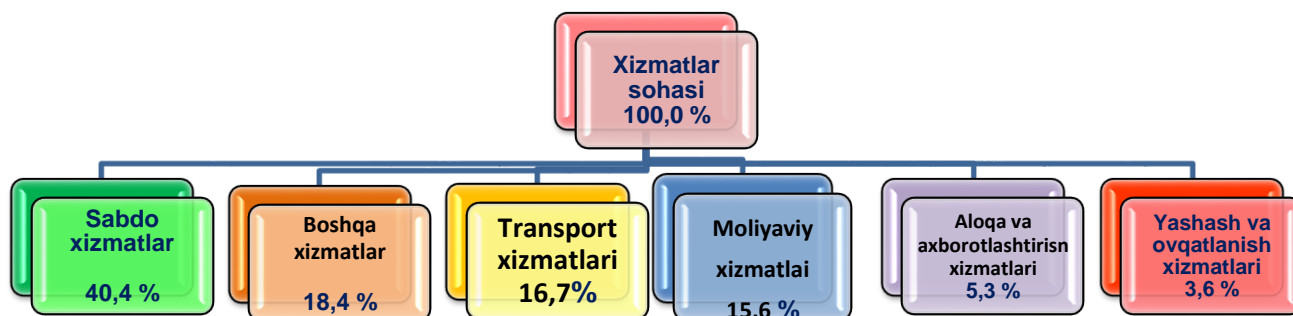 Xizmatlar
sohasi
100,0 %
Sabdo
xizmatlar
40,4 %
Boshqa
xizmatlar
18,4 %
Transport
xizmatlari
16,7%
Moliyaviy
xizmatlai
15,6 %
Aloqa va
axborotlashtirisn
xizmatlari
5,3 %
Yashash va
ovqatlanish
xizmatlari
3,6 %